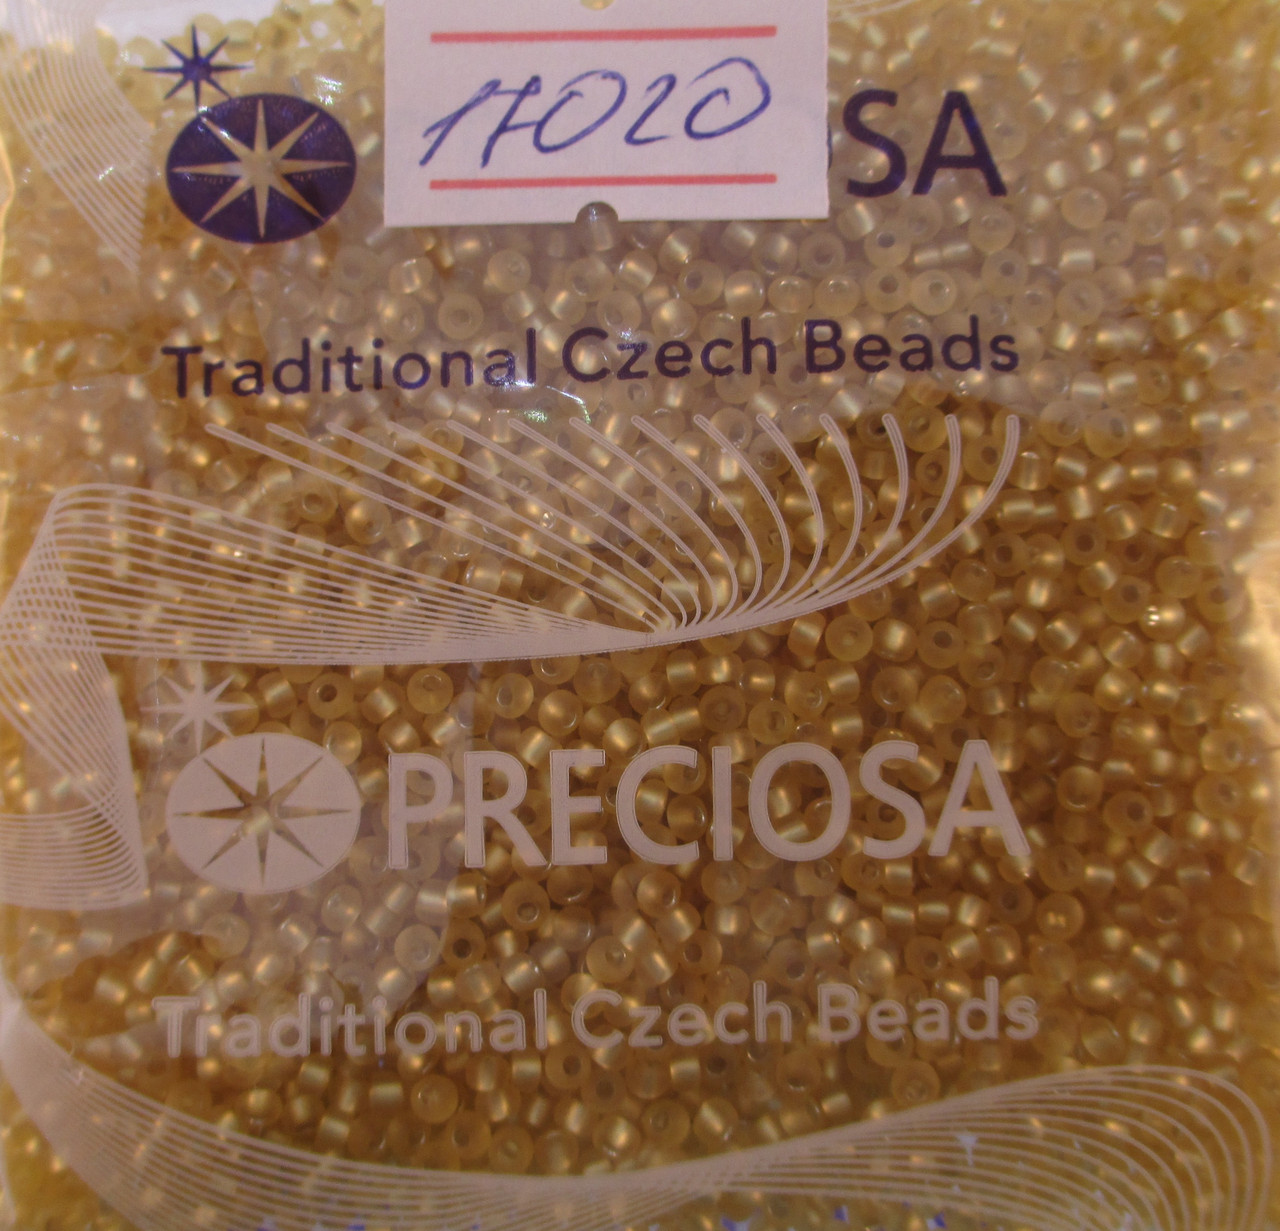 17020
SA
Traditional Czech Beads
PRECIOSA
Traditional Czech Beads